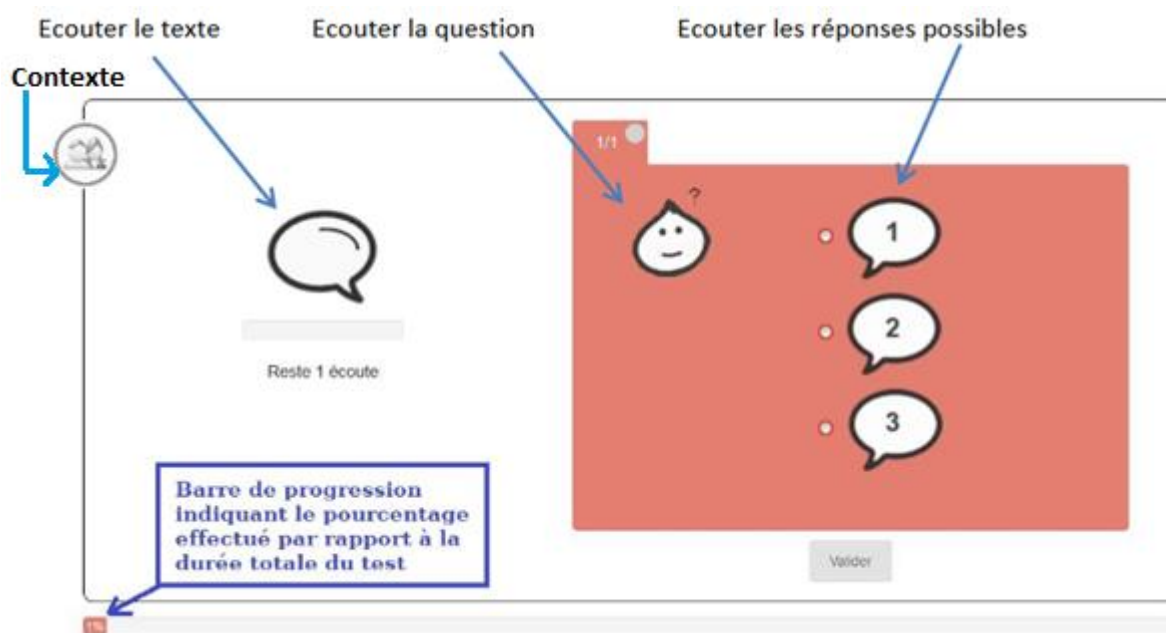 Ecouter le texte
Ecouter la question
Ecouter les réponses possibles
Contexte
1/1
?
1
2
3
Reste 1 écoute
Barre de progression
indiquant le pourcentage
effectué par rapport à la
durée totale du test
Valider
1%